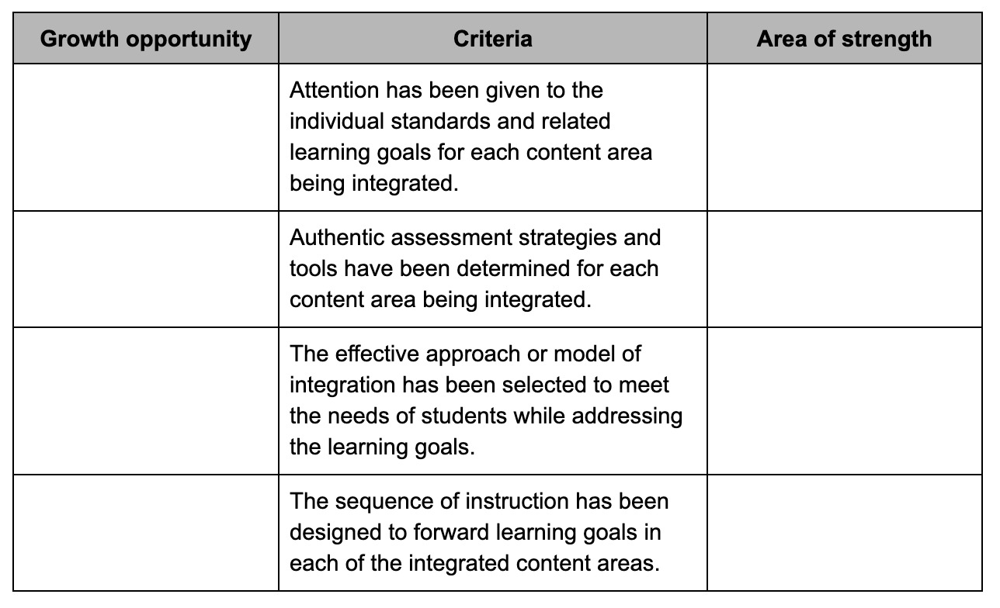 Growth opportunity
Criteria
Area of strength
Attention has been given to the
individual standards and related
learning goals for each content area
being integrated.
Authentic assessment strategies and
tools have been determined for each
content area being integrated.
The effective approach or model of
integration has been selected to meet
the needs of students while addressing
the learning goals.
The sequence of instruction has been
designed to forward learning goals in
each of the integrated content areas.